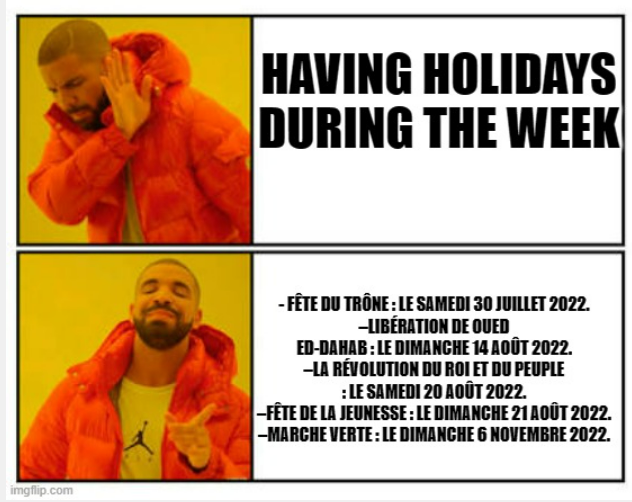 HAVING HOLIDAYS
DURING THE WEEK
- FÊTE DU TRÔNE : LE SAMEDI 30 JUILLET 2022.
–LIBÉRATION DE OUED
ED-DAHAB : LE DIMANCHE 14 AOÛT 2022.
–LA RÉVOLUTION DU ROI ET DU PEUPLE
: LE SAMEDI 20 AOÛT 2022.
–FÊTE DE LA JEUNESSE : LE DIMANCHE 21 AOÛT 2022.
–MARCHE VERTE : LE DIMANCHE 6 NOVEMBRE 2022.
imgflip.com